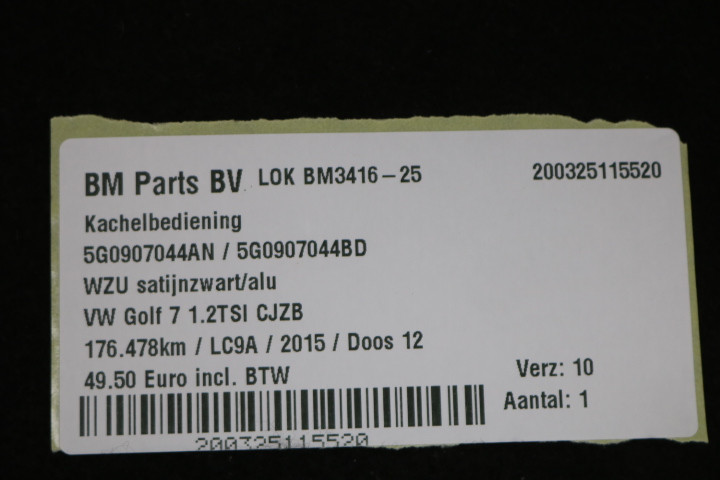 BM Parts BV LOK BM3416-25 200325115520
Kachelbediening
5G0907044AN / 5G0907044BD
WZU satijnzwart/alu
VW Golf 7 1.2TSI CJZB
176.478km / LC9A / 2015 / Doos 12
49.50 Euro incl. BTW Verz: 10
Aantal: 1
200325115520